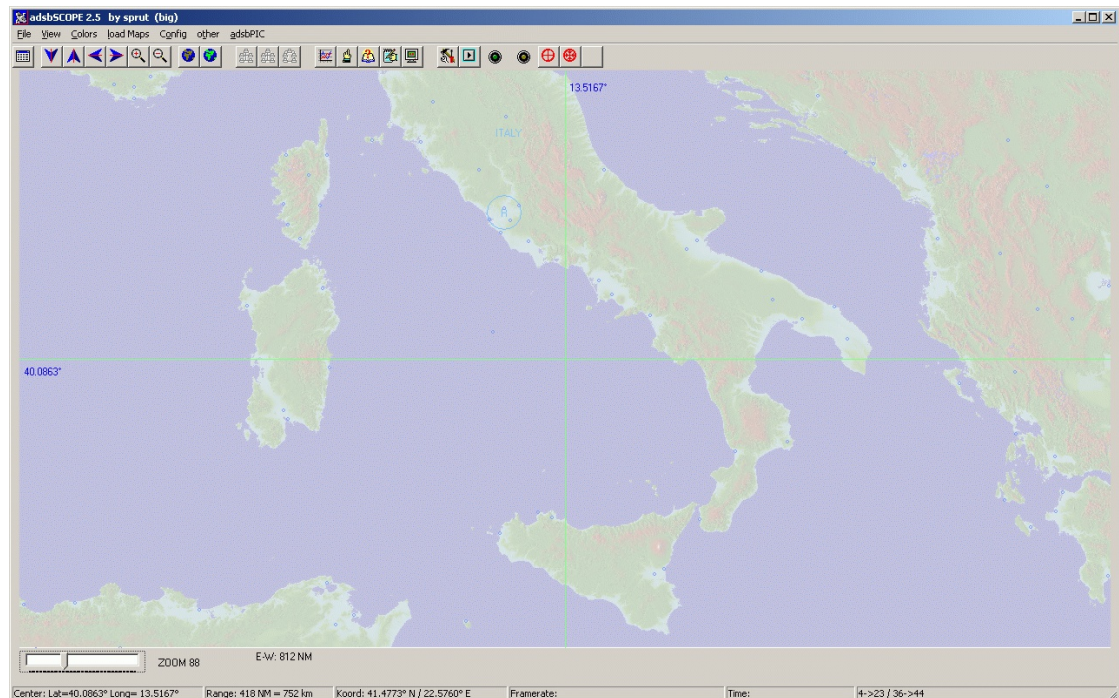 adsbSCOPE 2.5 by sprut (big)
File View Colors load Maps Config other adsbPIC
13.5167°
ITALY
R
40.0863°
ZOOM 88
E-W: 812 NM
Center: Lat=40.0863° Long= 13.5167°
Range: 418 NM = 752 km
Koord: 41.4773° N / 22.5760° E
Framerate:
Time:
4->23 / 36->44